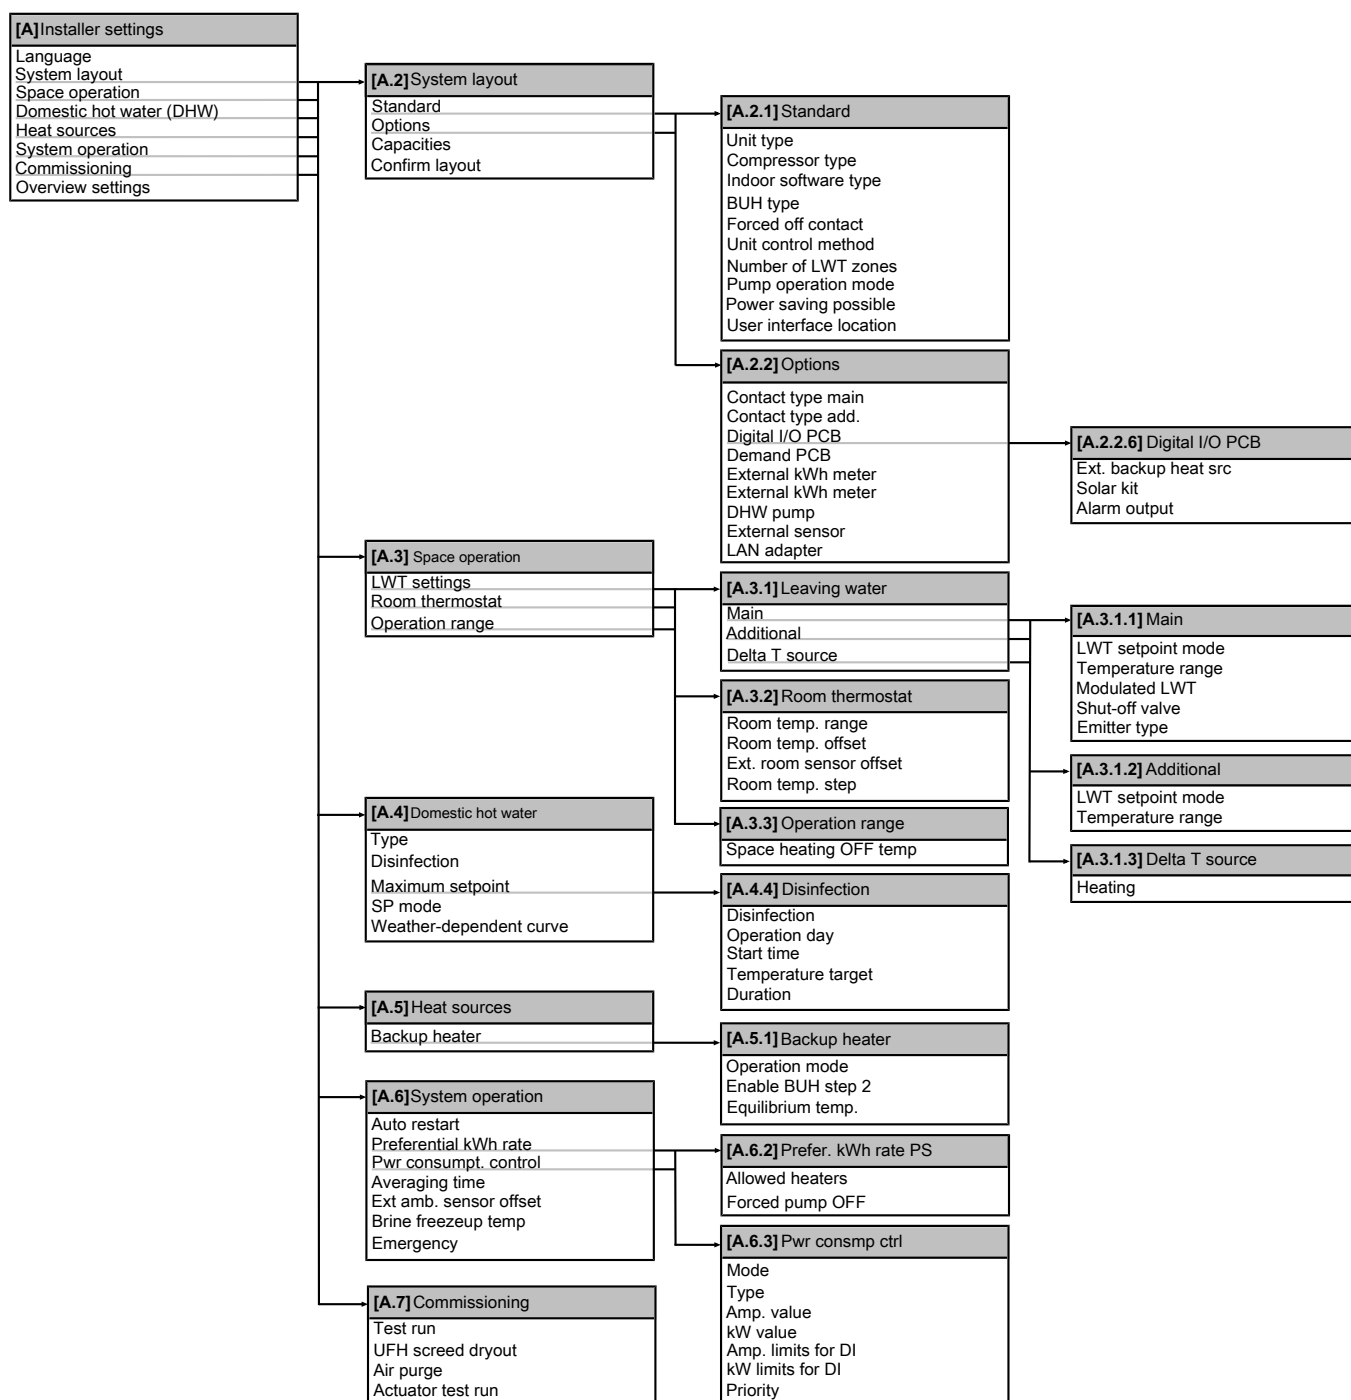 [A]Installer settings
Language
System layout
Space operation
Domestic hot water (DHW)
Heat sources
System operation
Commissioning
Overview settings
[A.2]System layout
Standard
Options
Capacities
Confirm layout
[A.2.1] Standard
Unit type
Compressor type
Indoor software type
BUH type
Forced off contact
Unit control method
Number of LWT zones
Pump operation mode
Power saving possible
User interface location
[A.2.2] Options
Contact type main
Contact type add.
Digital I/O PCB
Demand PCB
External kWh meter
External kWh meter
DHW pump
External sensor
LAN adapter
[A.2.2.6] Digital I/O PCB
Ext. backup heat src
Solar kit
Alarm output
[A.3] Space operation
LWT settings
Room thermostat
Operation range
[A.3.1] Leaving water
Main
Additional
Delta T source
[A.3.1.1] Main
LWT setpoint mode
Temperature range
Modulated LWT
Shut-off valve
Emitter type
[A.3.1.2] Additional
LWT setpoint mode
Temperature range
[A.3.1.3] Delta T source
Heating
[A.3.2] Room thermostat
Room temp. range
Room temp. offset
Ext. room sensor offset
Room temp. step
[A.3.3] Operation range
Space heating OFF temp
[A.4] Domestic hot water
Type
Disinfection
Maximum setpoint
SP mode
Weather-dependent curve
[A.4.4] Disinfection
Disinfection
Operation day
Start time
Temperature target
Duration
[A.5] Heat sources
Backup heater
[A.5.1] Backup heater
Operation mode
Enable BUH step 2
Equilibrium temp.
[A.6]System operation
Auto restart
Preferential kWh rate
Pwr consumpt. control
Averaging time
Ext amb. sensor offset
Brine freezeup temp
Emergency
[A.6.2] Prefer. kWh rate PS
Allowed heaters
Forced pump OFF
[A.6.3] Pwr consmp ctrl
Mode
Type
Amp. value
kW value
Amp. limits for DI
kW limits for DI
Priority
[A.7] Commissioning
Test run
UFH screed dryout
Air purge
Actuator test run